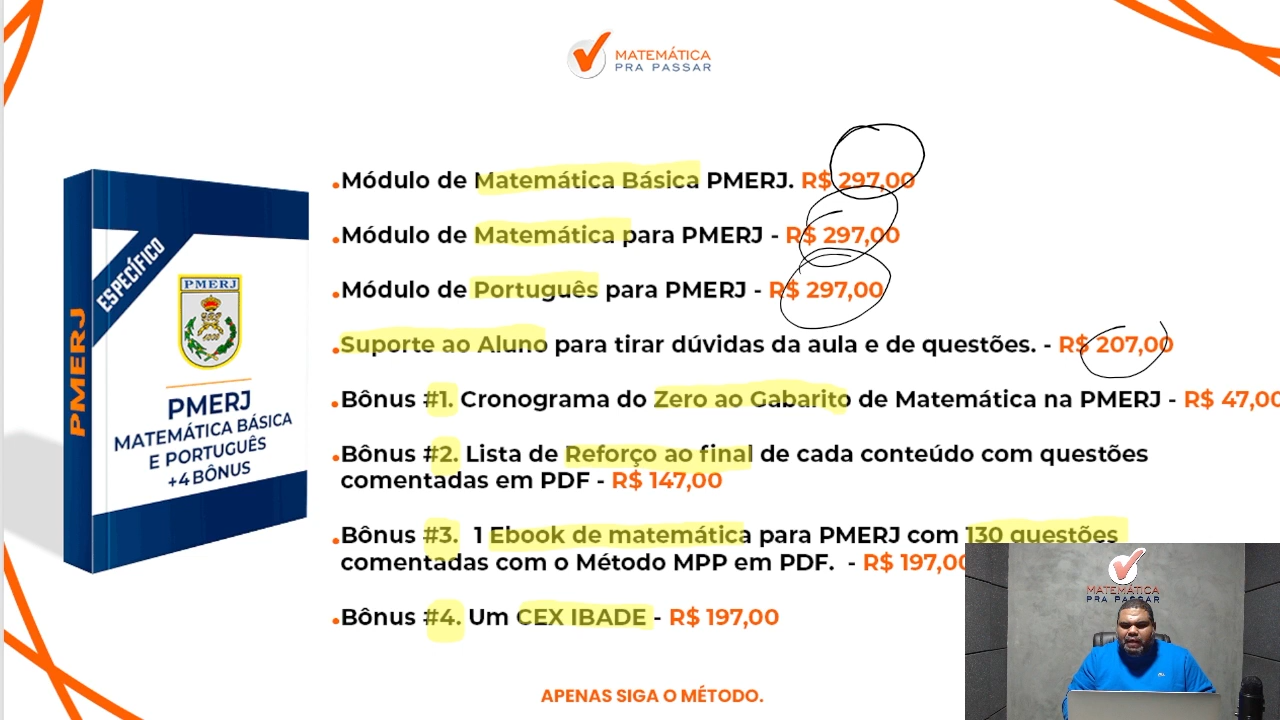 MATEMÁTICA
PRA PASSAR
•Módulo de Matemática Básica PMERJ. R$ 297,00
•Módulo de Matemática para PMERJ - R$ 297,00
•Módulo de Português para PMERJ - R$ 297,00
•Suporte ao Aluno para tirar dúvidas da aula e de questões. - R$ 207,00
•Bônus #1. Cronograma do Zero ao Gabarito de Matemática na PMERJ - R$ 47,00
•Bônus #2. Lista de Reforço ao final de cada conteúdo com questões
comentadas em PDF - R$ 147,00
•Bônus #3. 1 Ebook de matemática para PMERJ com 130 questões
comentadas com o Método MPP em PDF. - R$ 197,00
•Bônus #4. Um CEX IBADE - R$ 197,00
ESPECÍFICO
PMERJ
PMERJ
PMERJ
MATEMÁTICA BÁSICA
E PORTUGUÊS
+4 BÔNUS
MATEMÁTICA
PRA PASSAR
APENAS SIGA O MÉTODO.